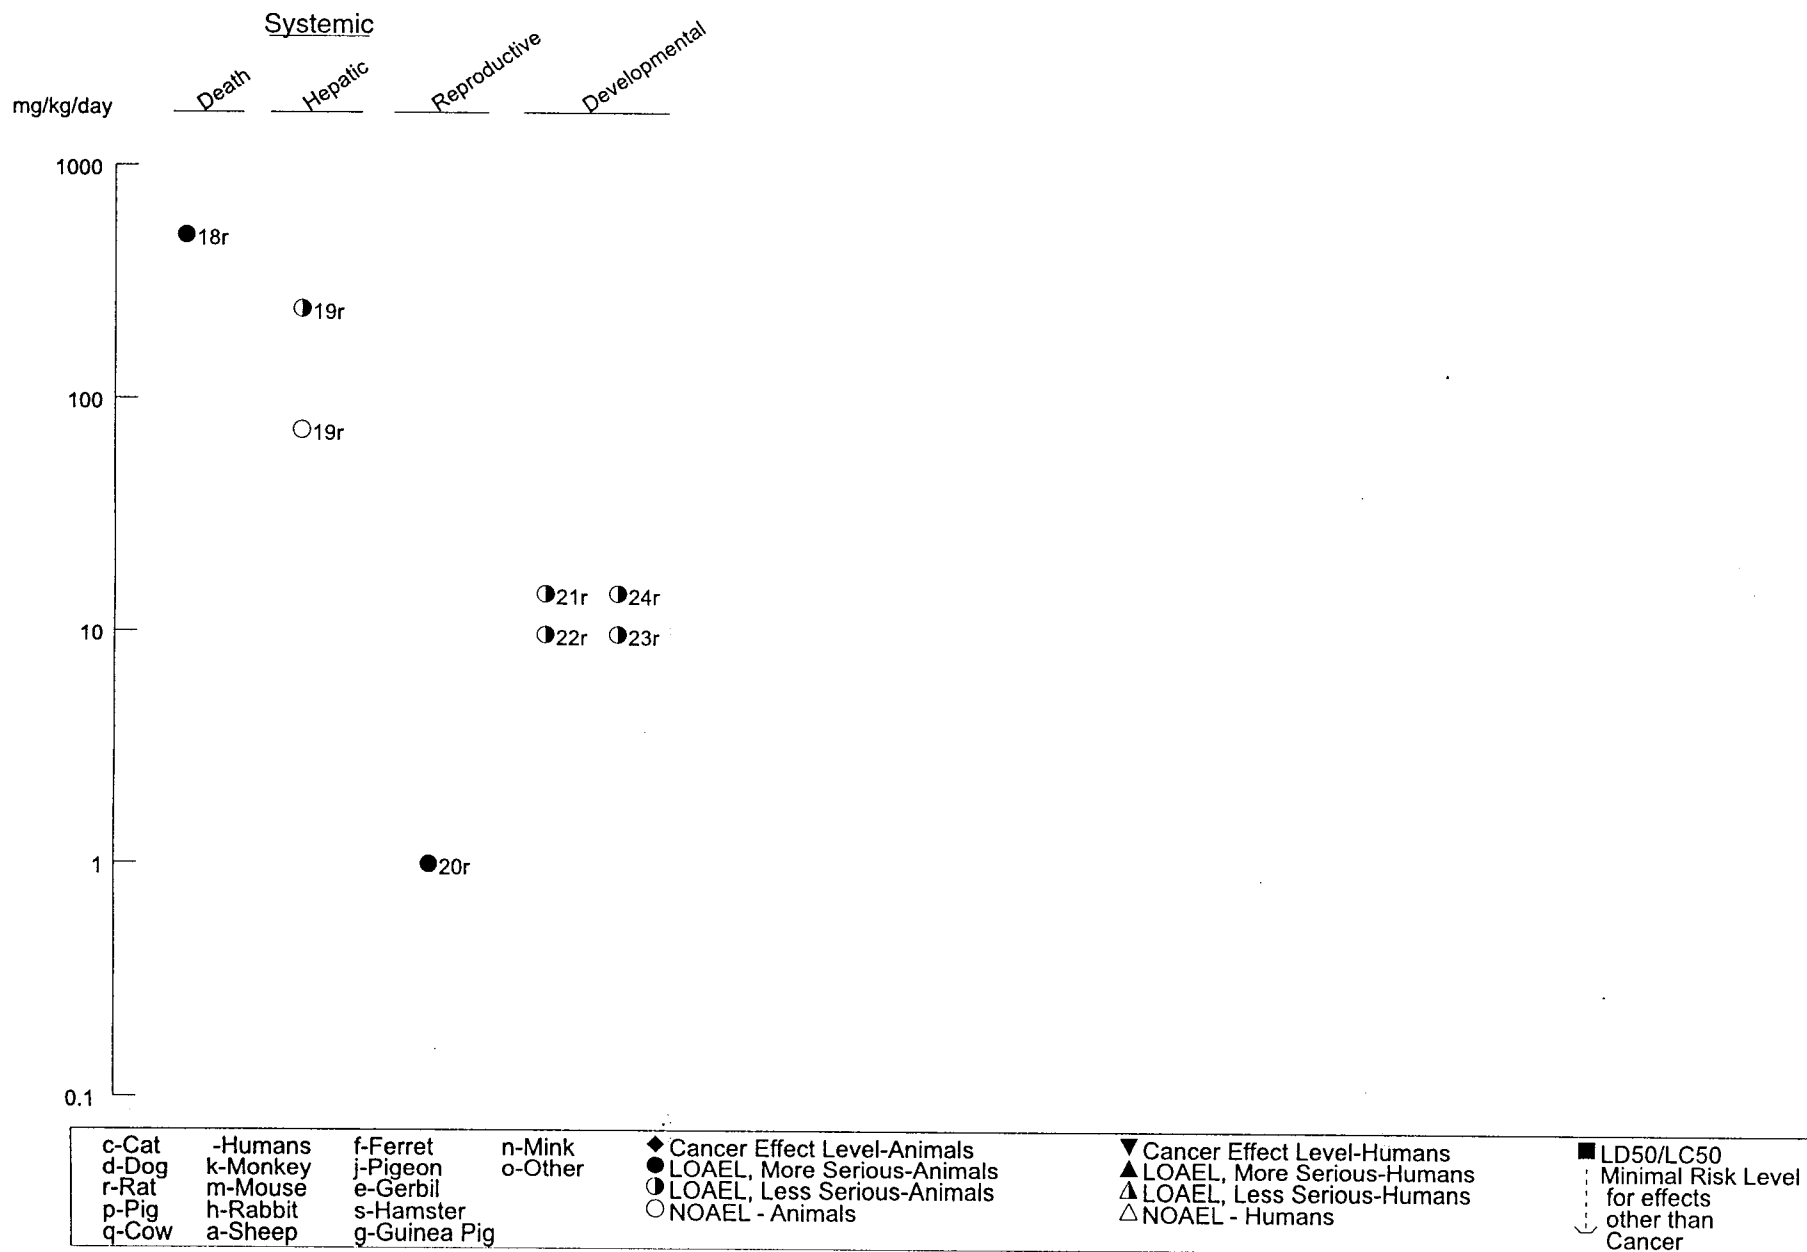 Systemic
mg/kg/day
Death
Hepatic
Reproductive
Developmental
1000
18r
19r
100
19r
21r 24r
10
22r 23r
1
20r
0.1
c-Cat -Humans f-Ferret n-Mink
d-Dog k-Monkey j-Pigeon o-Other
r-Rat m-Mouse e-Gerbil
p-Pig h-Rabbit s-Hamster
q-Cow a-Sheep g-Guinea Pig
Cancer Effect Level-Animals
LOAEL, More Serious-Animals
LOAEL, Less Serious-Animals
NOAEL - Animals
Cancer Effect Level-Humans
LOAEL, More Serious-Humans
LOAEL, Less Serious-Humans
NOAEL - Humans
LD50/LC50
Minimal Risk Level
for effects
other than
Cancer